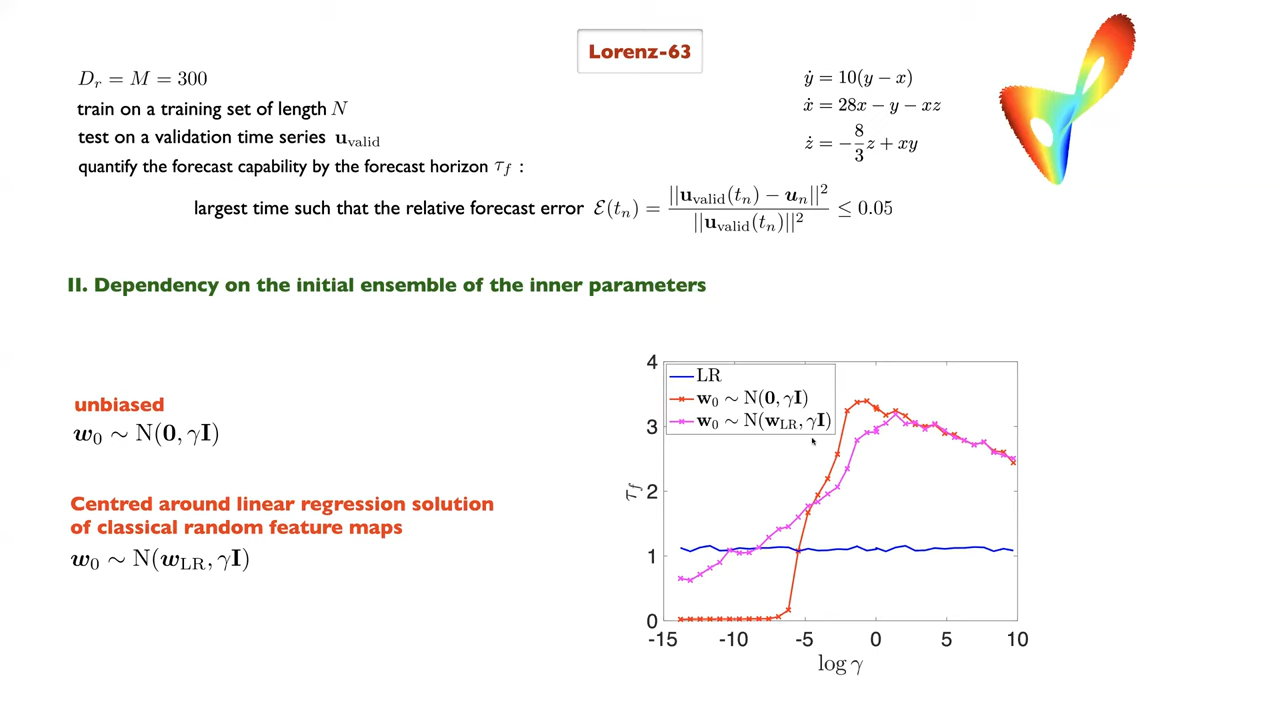 Lorenz-63
D_r = M = 300
train on a training set of length N
test on a validation time series u_valid
quantify the forecast capability by the forecast horizon τ_f :
ẏ = 10(y − x)
ẋ = 28x − y − xz
ż = −8/3 z + xy
largest time such that the relative forecast error ℰ(t_n) = ||u_valid(t_n) − u_n||² / ||u_valid(t_n)||² ≤ 0.05
II. Dependency on the initial ensemble of the inner parameters
unbiased
w_0 ∼ N(0, γI)
Centred around linear regression solution
of classical random feature maps
w_0 ∼ N(w_LR, γI)
LR
w_0 ∼ N(0, γI)
w_0 ∼ N(w_LR, γI)
4
3
2
1
0
τ_f
-15 -10 -5 0 5 10
log γ